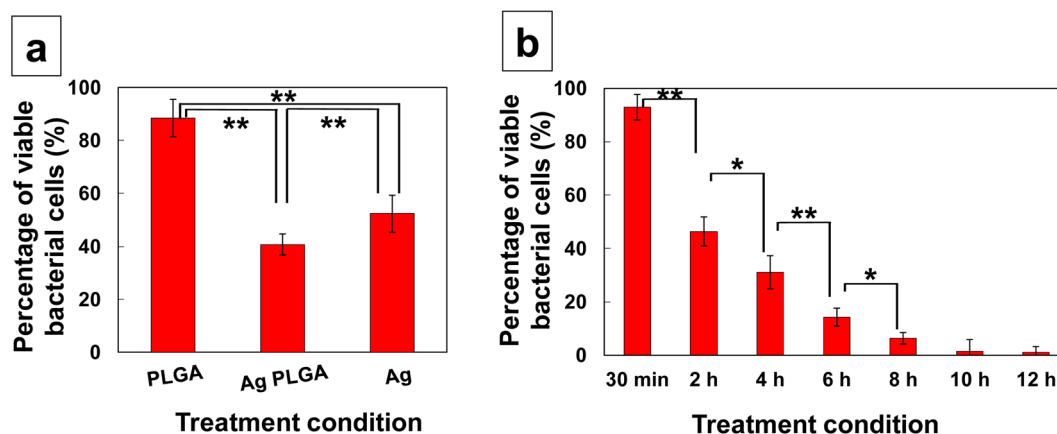 a
Percentage of viable
bacterial cells (%)
100
80
60
40
20
0
**
**
**
PLGA
Ag PLGA
Ag
Treatment condition
b
Percentage of viable
bacterial cells (%)
100
80
60
40
20
0
**
*
**
*
30 min
2 h
4 h
6 h
8 h
10 h
12 h
Treatment condition